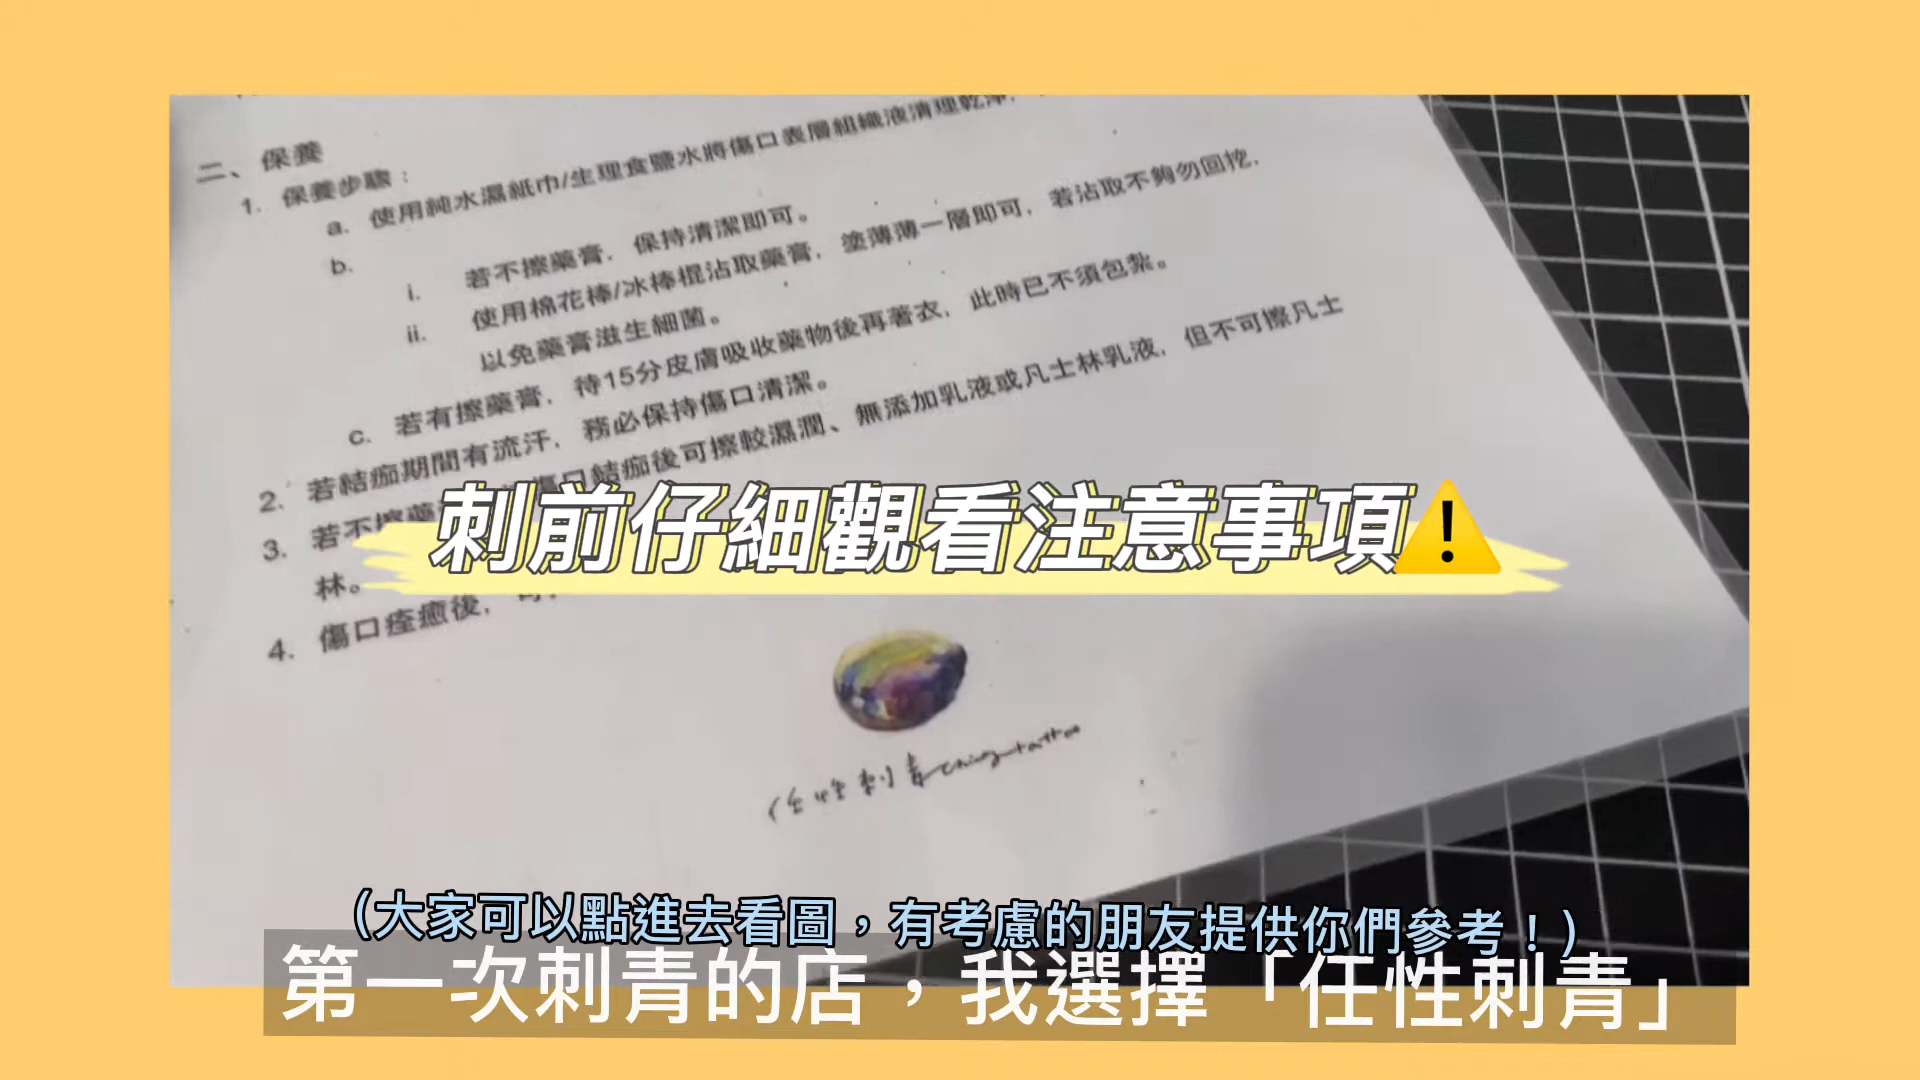 二、保養
1. 保養步驟：
a. 使用純水濕紙巾/生理食鹽水將傷口表層組織液清理乾淨，
b.
i. 若不擦藥膏，保持清潔即可。
ii. 使用棉花棒/冰棒棍沾取藥膏，塗薄薄一層即可，若沾取不夠勿回挖，
以免藥膏滋生細菌。
c. 若有擦藥膏，待15分皮膚吸收藥物後再著衣，此時已不須包紮。
2. 若結痂期間有流汗，務必保持傷口清潔。
3. 若不擦藥 傷口結痂後可擦較濕潤、無添加乳液或凡士林乳液，但不可擦凡士
林。
4. 傷口痊癒後，
刺前仔細觀看注意事項⚠️
任性刺青 tattoo
（大家可以點進去看圖，有考慮的朋友提供你們參考！）
第一次刺青的店，我選擇「任性刺青」